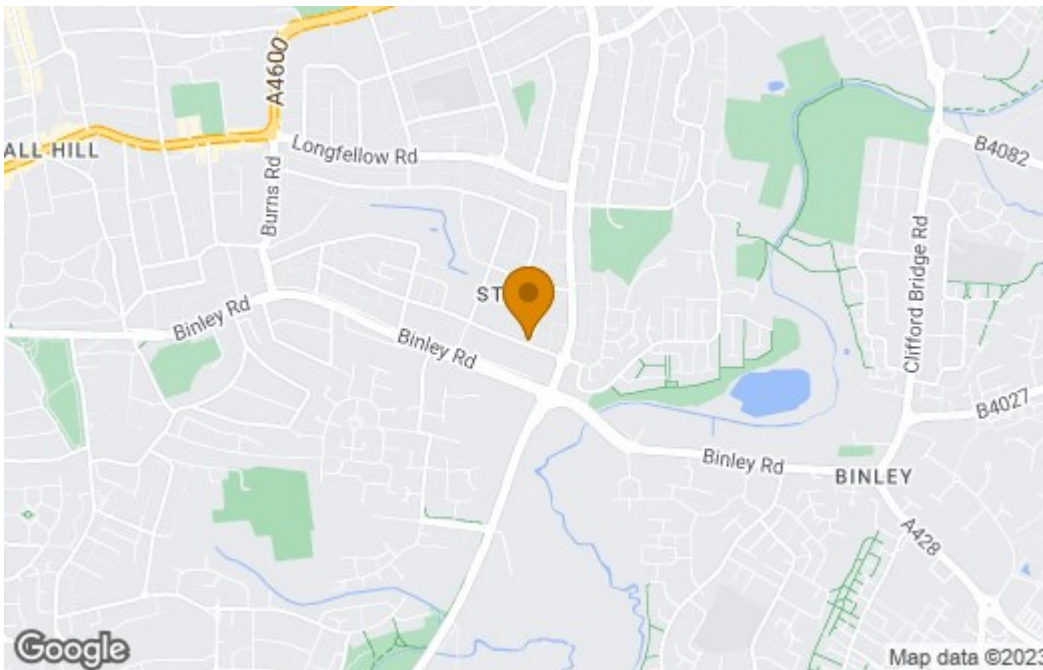 A4600
ALL HILL
Longfellow Rd
B4082
Burns Rd
Clifford Bridge Rd
ST
Binley Rd
Binley Rd
B4027
Binley Rd
BINLEY
A428
Google
Map data ©2023